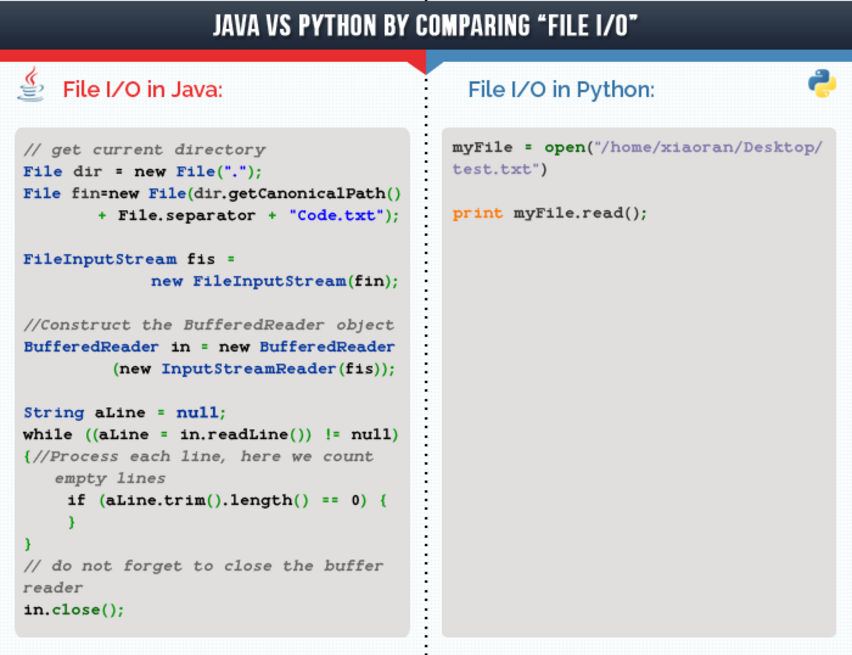 JAVA VS PYTHON BY COMPARING “FILE I/O”
File I/O in Java:
// get current directory
File dir = new File(".");
File fin=new File(dir.getCanonicalPath()
+ File.separator + "Code.txt");
FileInputStream fis =
new FileInputStream(fin);
//Construct the BufferedReader object
BufferedReader in = new BufferedReader
(new InputStreamReader(fis));
String aLine = null;
while ((aLine = in.readLine()) != null)
{//Process each line, here we count
empty lines
if (aLine.trim().length() == 0) {
}
}
// do not forget to close the buffer
reader
in.close();
File I/O in Python:
myFile = open("/home/xiaoran/Desktop/
test.txt")
print myFile.read();